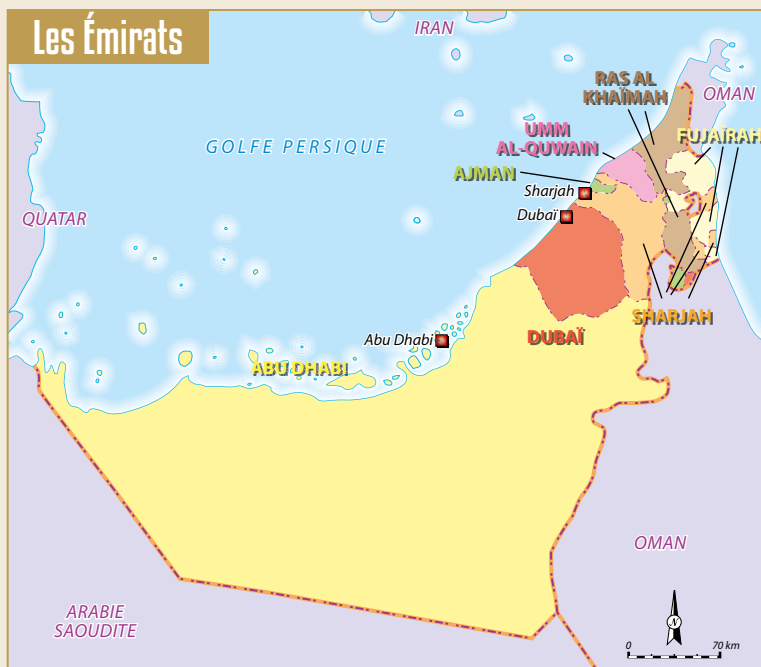 Les Émirats
IRAN
RAS AL
KHAÏMAH
OMAN
FUJAÏRAH
UMM
AL-QUWAIN
GOLFE PERSIQUE
AJMAN
Sharjah
Dubaï
QUATAR
SHARJAH
DUBAÏ
Abu Dhabi
ABU DHABI
OMAN
ARABIE
SAOUDITE
N
0 70 km